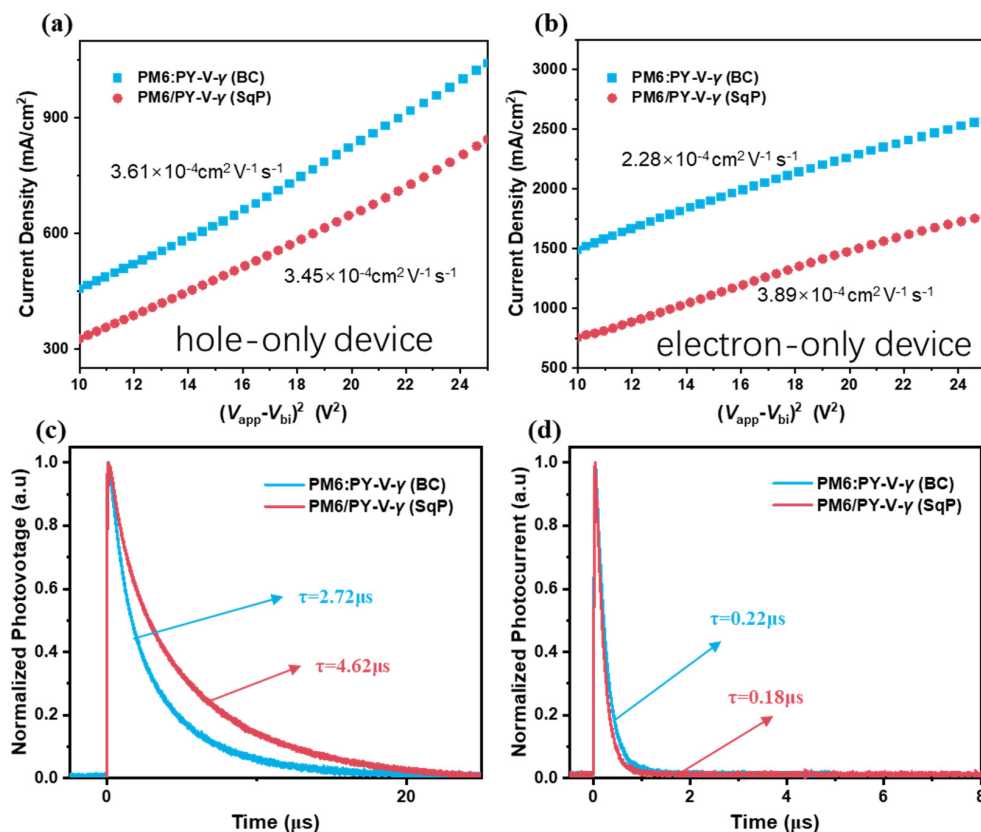 (a)
PM6:PY-V-γ (BC)
PM6/PY-V-γ (SqP)
3.61×10⁻⁴cm² V⁻¹ s⁻¹
3.45×10⁻⁴cm² V⁻¹ s⁻¹
hole-only device
Current Density (mA/cm²)
900
600
300
10 12 14 16 18 20 22 24
(Vapp-Vbi)² (V²)
(b)
PM6:PY-V-γ (BC)
PM6/PY-V-γ (SqP)
2.28×10⁻⁴cm² V⁻¹ s⁻¹
3.89×10⁻⁴cm² V⁻¹ s⁻¹
electron-only device
Current Density (mA/cm²)
3000
2500
2000
1500
1000
500
10 12 14 16 18 20 22 24
(Vapp-Vbi)² (V²)
(c)
PM6:PY-V-γ (BC)
PM6/PY-V-γ (SqP)
τ=2.72μs
τ=4.62μs
Normalized Photovotage (a.u)
1.0
0.8
0.6
0.4
0.2
0.0
0 20
Time (μs)
(d)
PM6:PY-V-γ (BC)
PM6/PY-V-γ (SqP)
τ=0.22μs
τ=0.18μs
Normalized Photocurrent (a.u)
1.0
0.8
0.6
0.4
0.2
0.0
0 2 4 6 8
Time (μs)